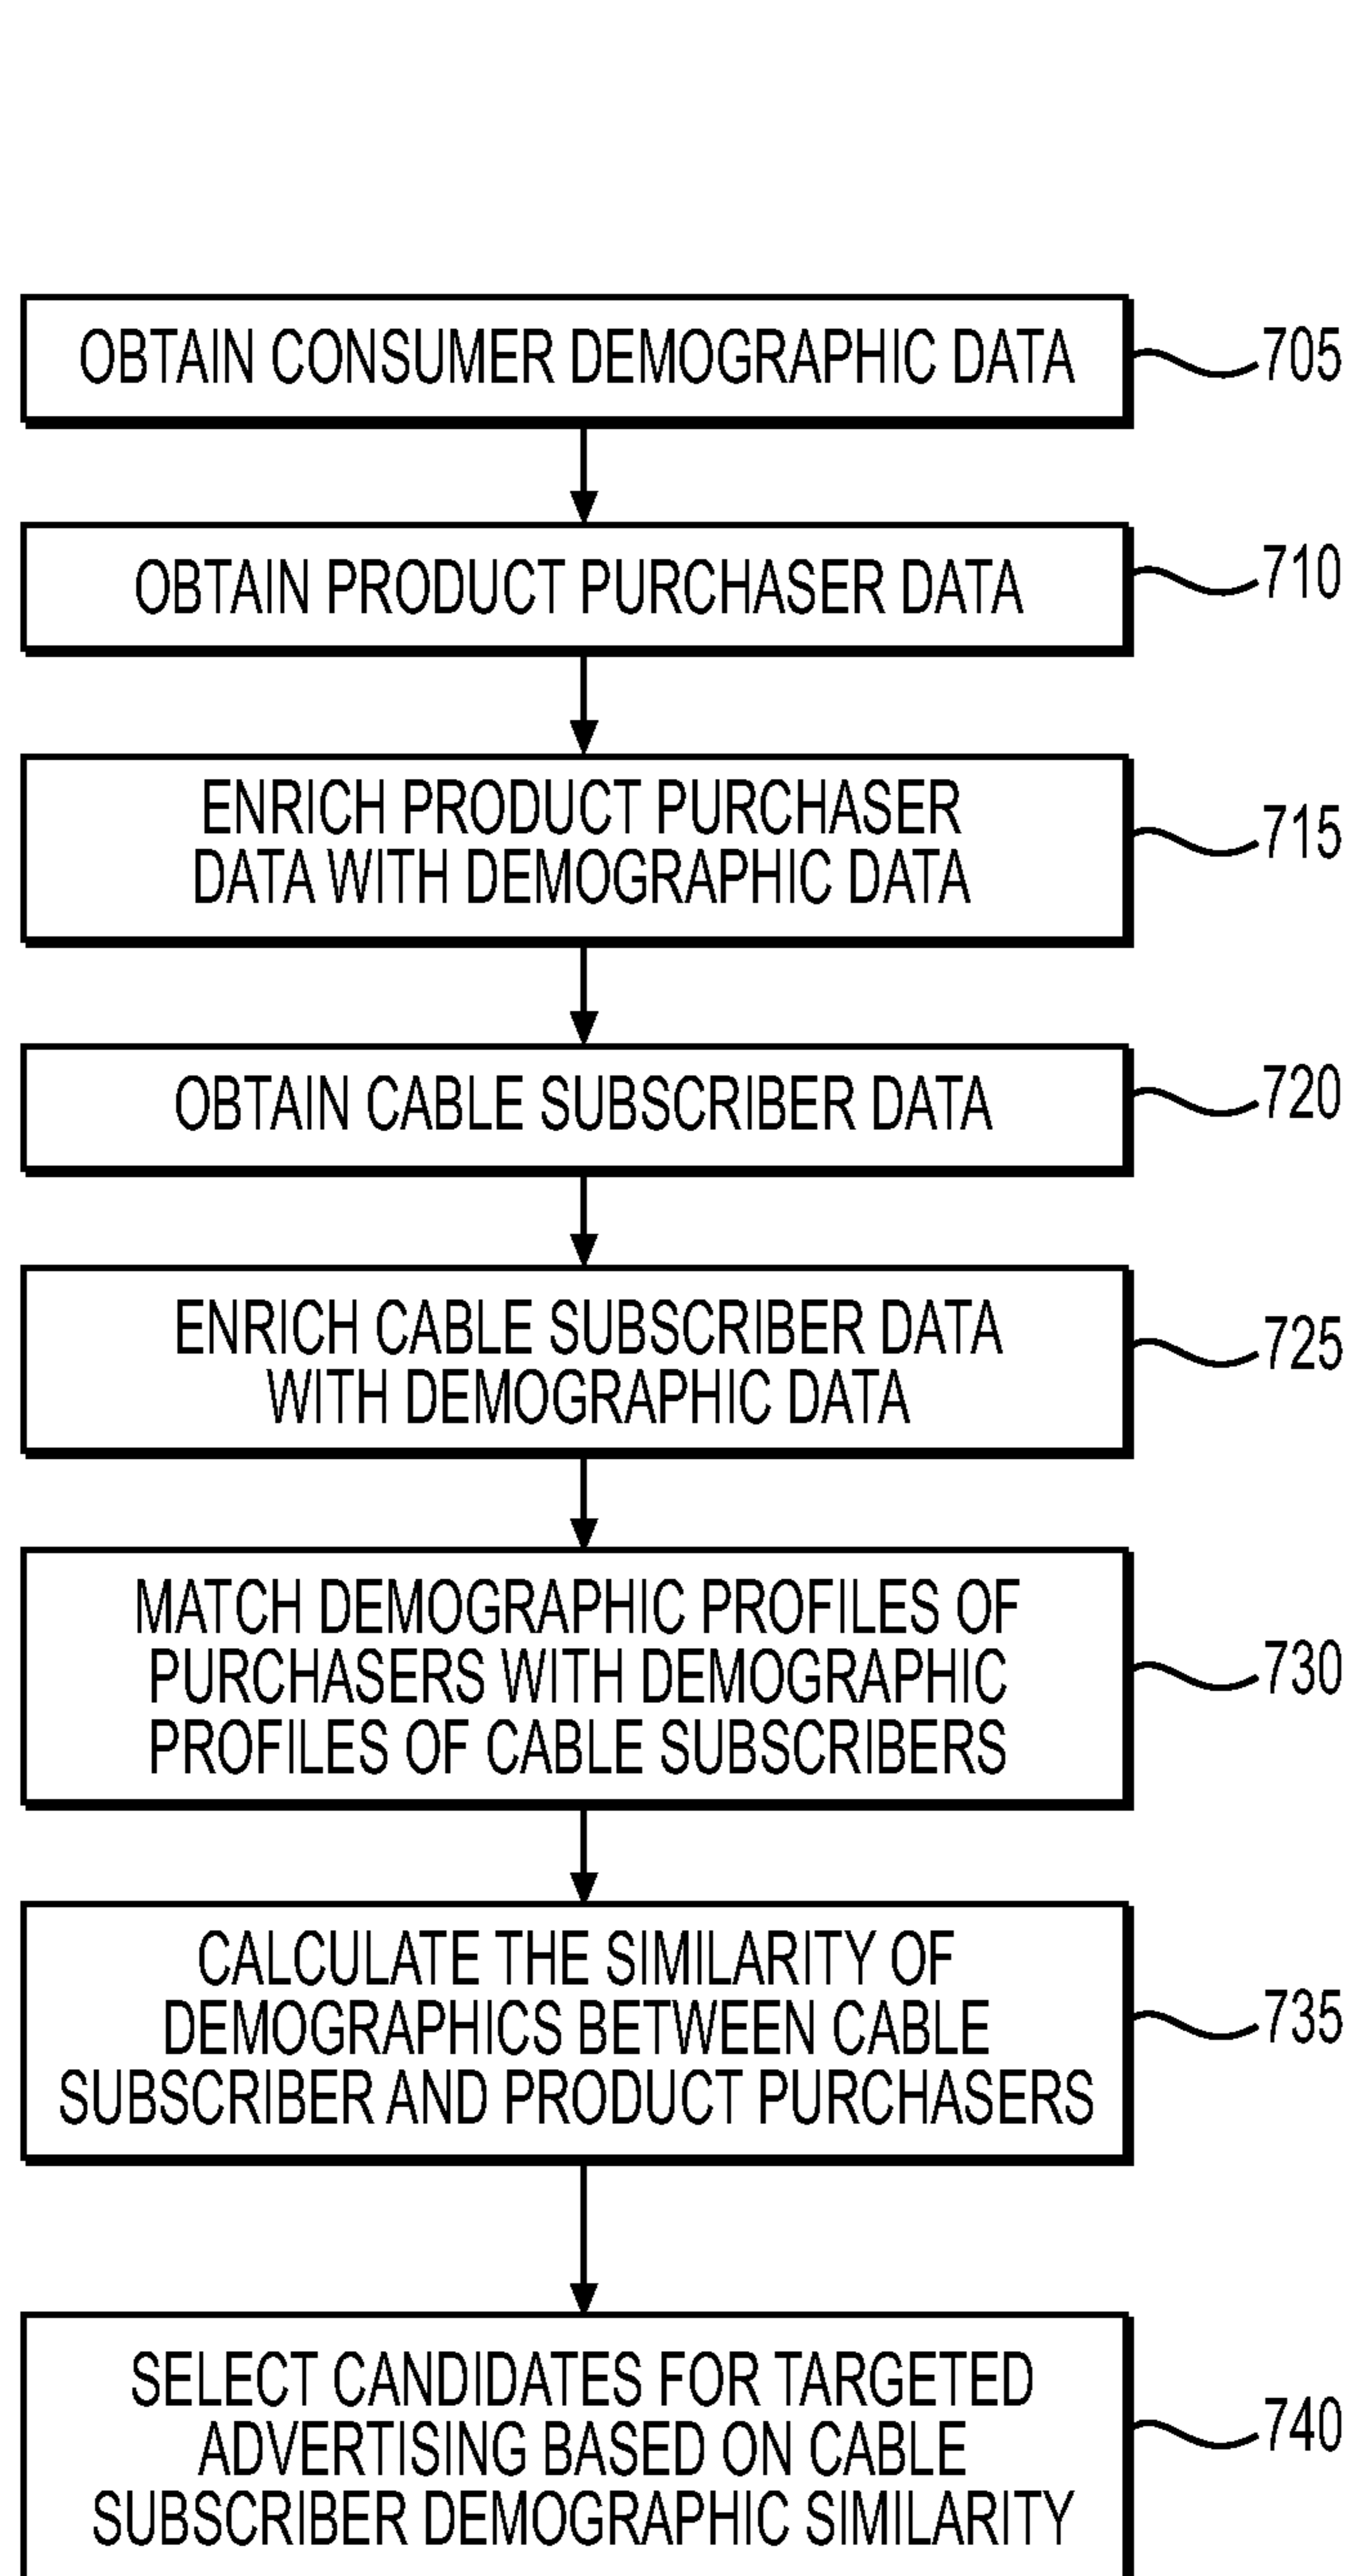 OBTAIN CONSUMER DEMOGRAPHIC DATA
705
OBTAIN PRODUCT PURCHASER DATA
710
ENRICH PRODUCT PURCHASER
DATA WITH DEMOGRAPHIC DATA
715
OBTAIN CABLE SUBSCRIBER DATA
720
ENRICH CABLE SUBSCRIBER DATA
WITH DEMOGRAPHIC DATA
725
MATCH DEMOGRAPHIC PROFILES OF
PURCHASERS WITH DEMOGRAPHIC
PROFILES OF CABLE SUBSCRIBERS
730
CALCULATE THE SIMILARITY OF
DEMOGRAPHICS BETWEEN CABLE
SUBSCRIBER AND PRODUCT PURCHASERS
735
SELECT CANDIDATES FOR TARGETED
ADVERTISING BASED ON CABLE
SUBSCRIBER DEMOGRAPHIC SIMILARITY
740